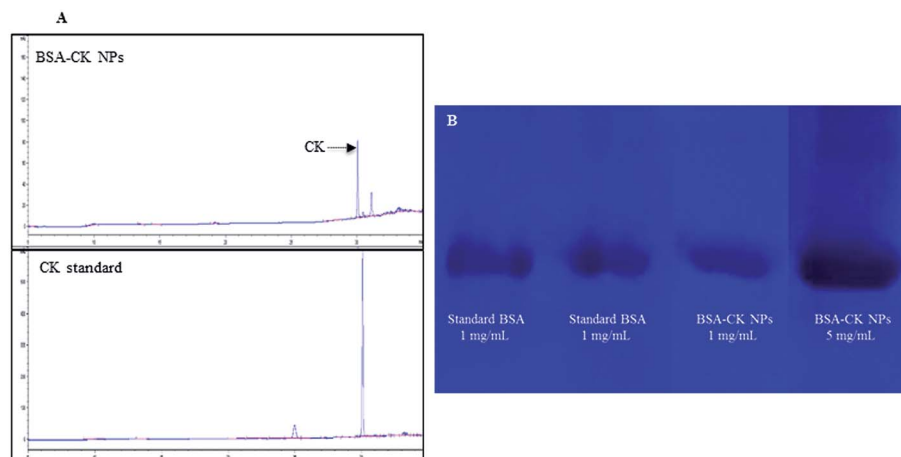 A
BSA-CK NPs
CK
CK standard
B
Standard BSA
1 mg/mL
Standard BSA
1 mg/mL
BSA-CK NPs
1 mg/mL
BSA-CK NPs
5 mg/mL